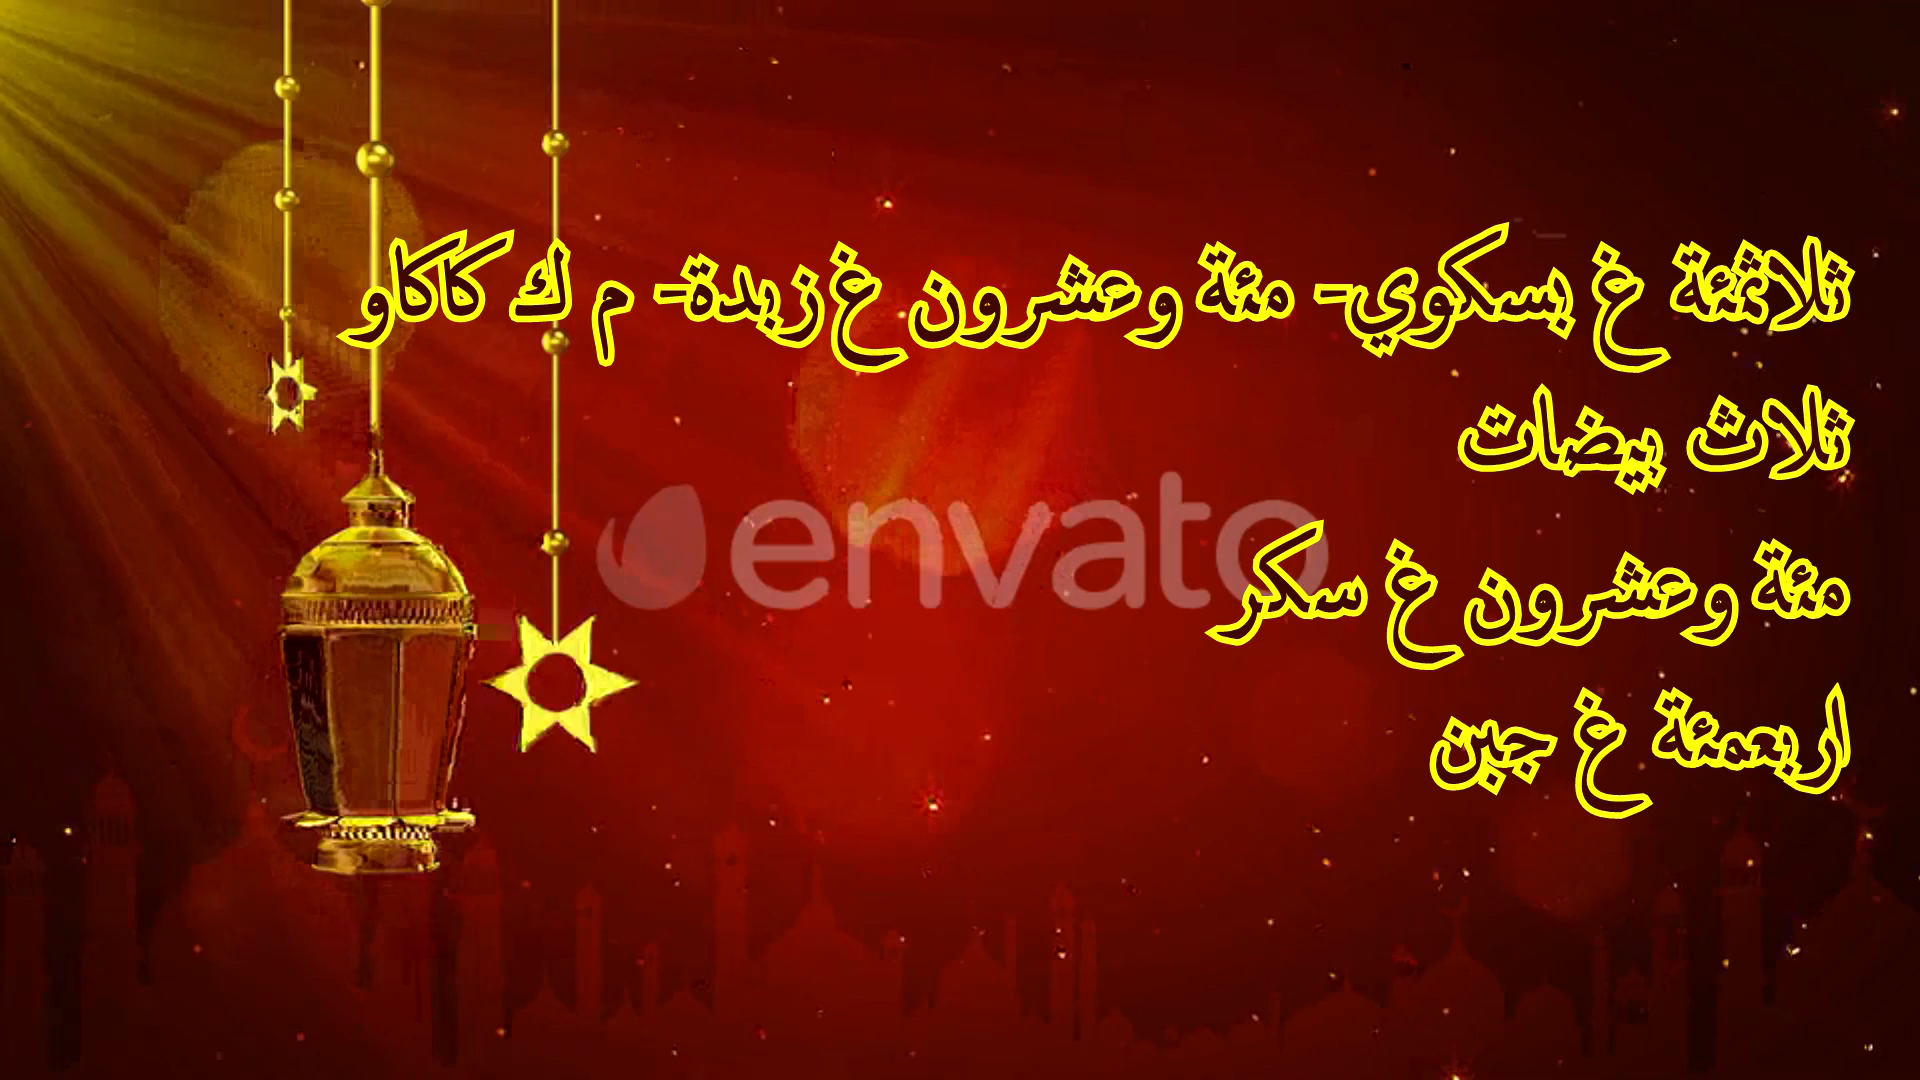 ثلاثمئة غ بسكوي- مئة وعشرون غ زبدة- م ك كاكاو
ثلاث بيضات
envato
مئة وعشرون غ سكر
اربعمئة غ جبن